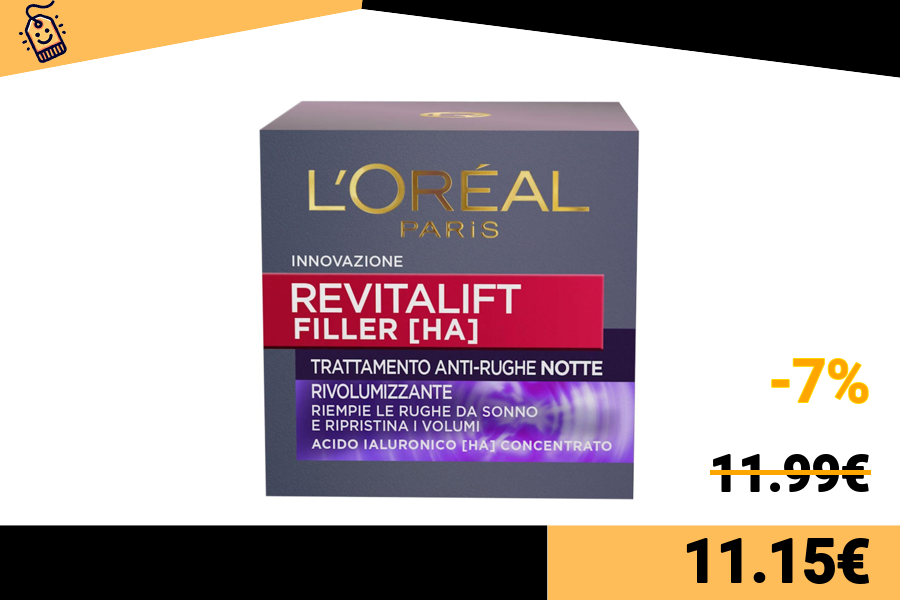 L'ORÉAL
PARiS
INNOVAZIONE
REVITALIFT
FILLER [HA]
TRATTAMENTO ANTI-RUGHE NOTTE
RIVOLUMIZZANTE
RIEMPIE LE RUGHE DA SONNO
E RIPRISTINA I VOLUMI
ACIDO IALURONICO [HA] CONCENTRATO
-7%
11.99€
11.15€